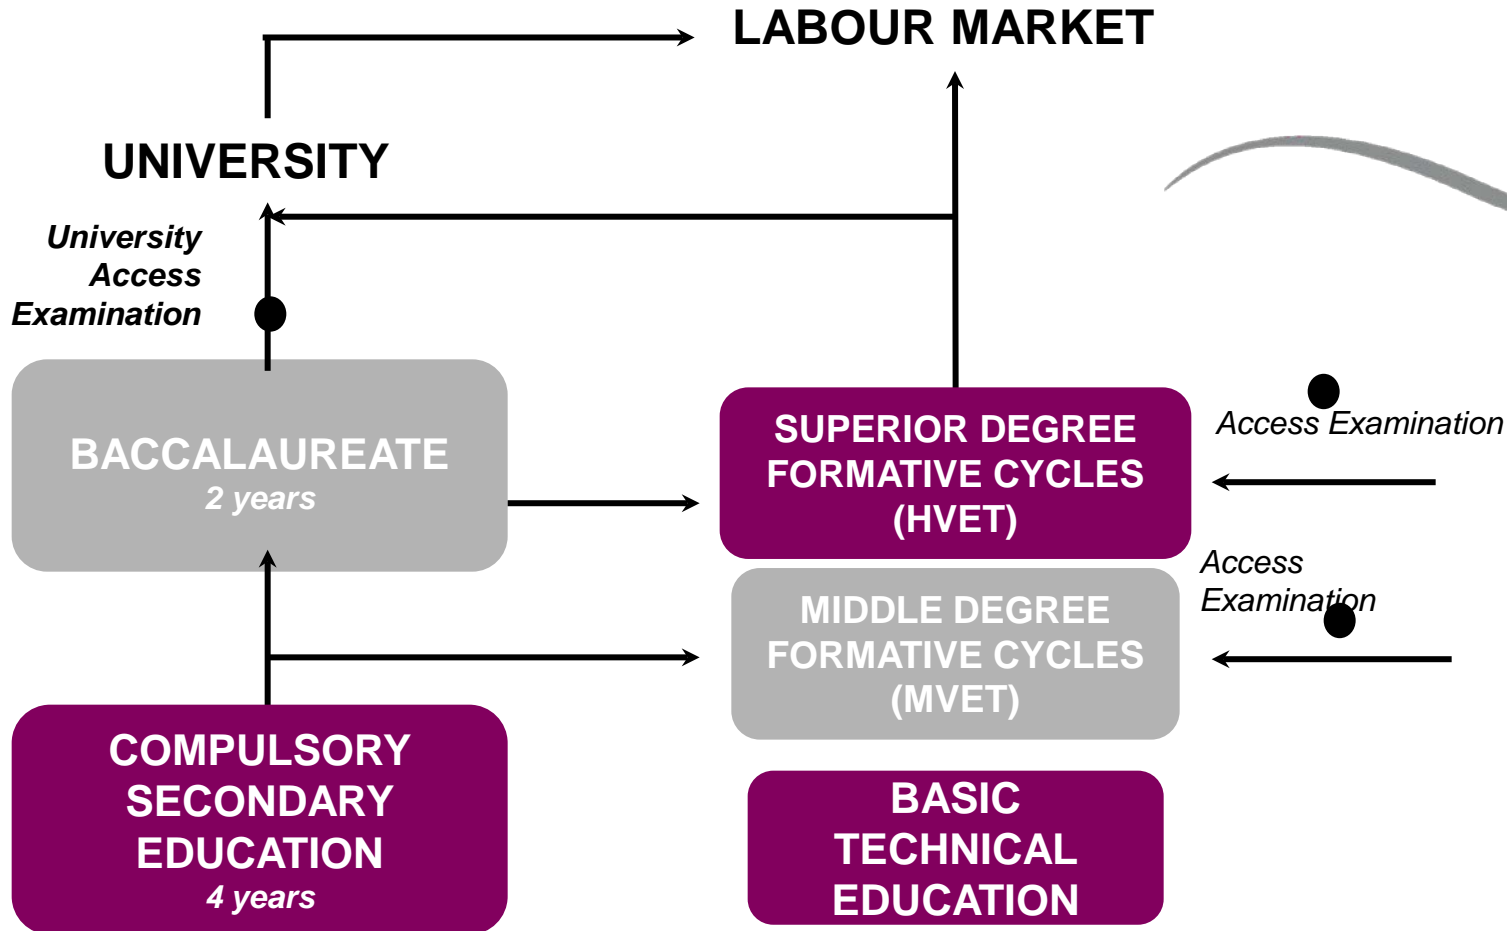 LABOUR MARKET
UNIVERSITY
University
Access
Examination
BACCALAUREATE
2 years
SUPERIOR DEGREE
FORMATIVE CYCLES
(HVET)
Access Examination
Access
Examination
MIDDLE DEGREE
FORMATIVE CYCLES
(MVET)
COMPULSORY
SECONDARY
EDUCATION
4 years
BASIC
TECHNICAL
EDUCATION